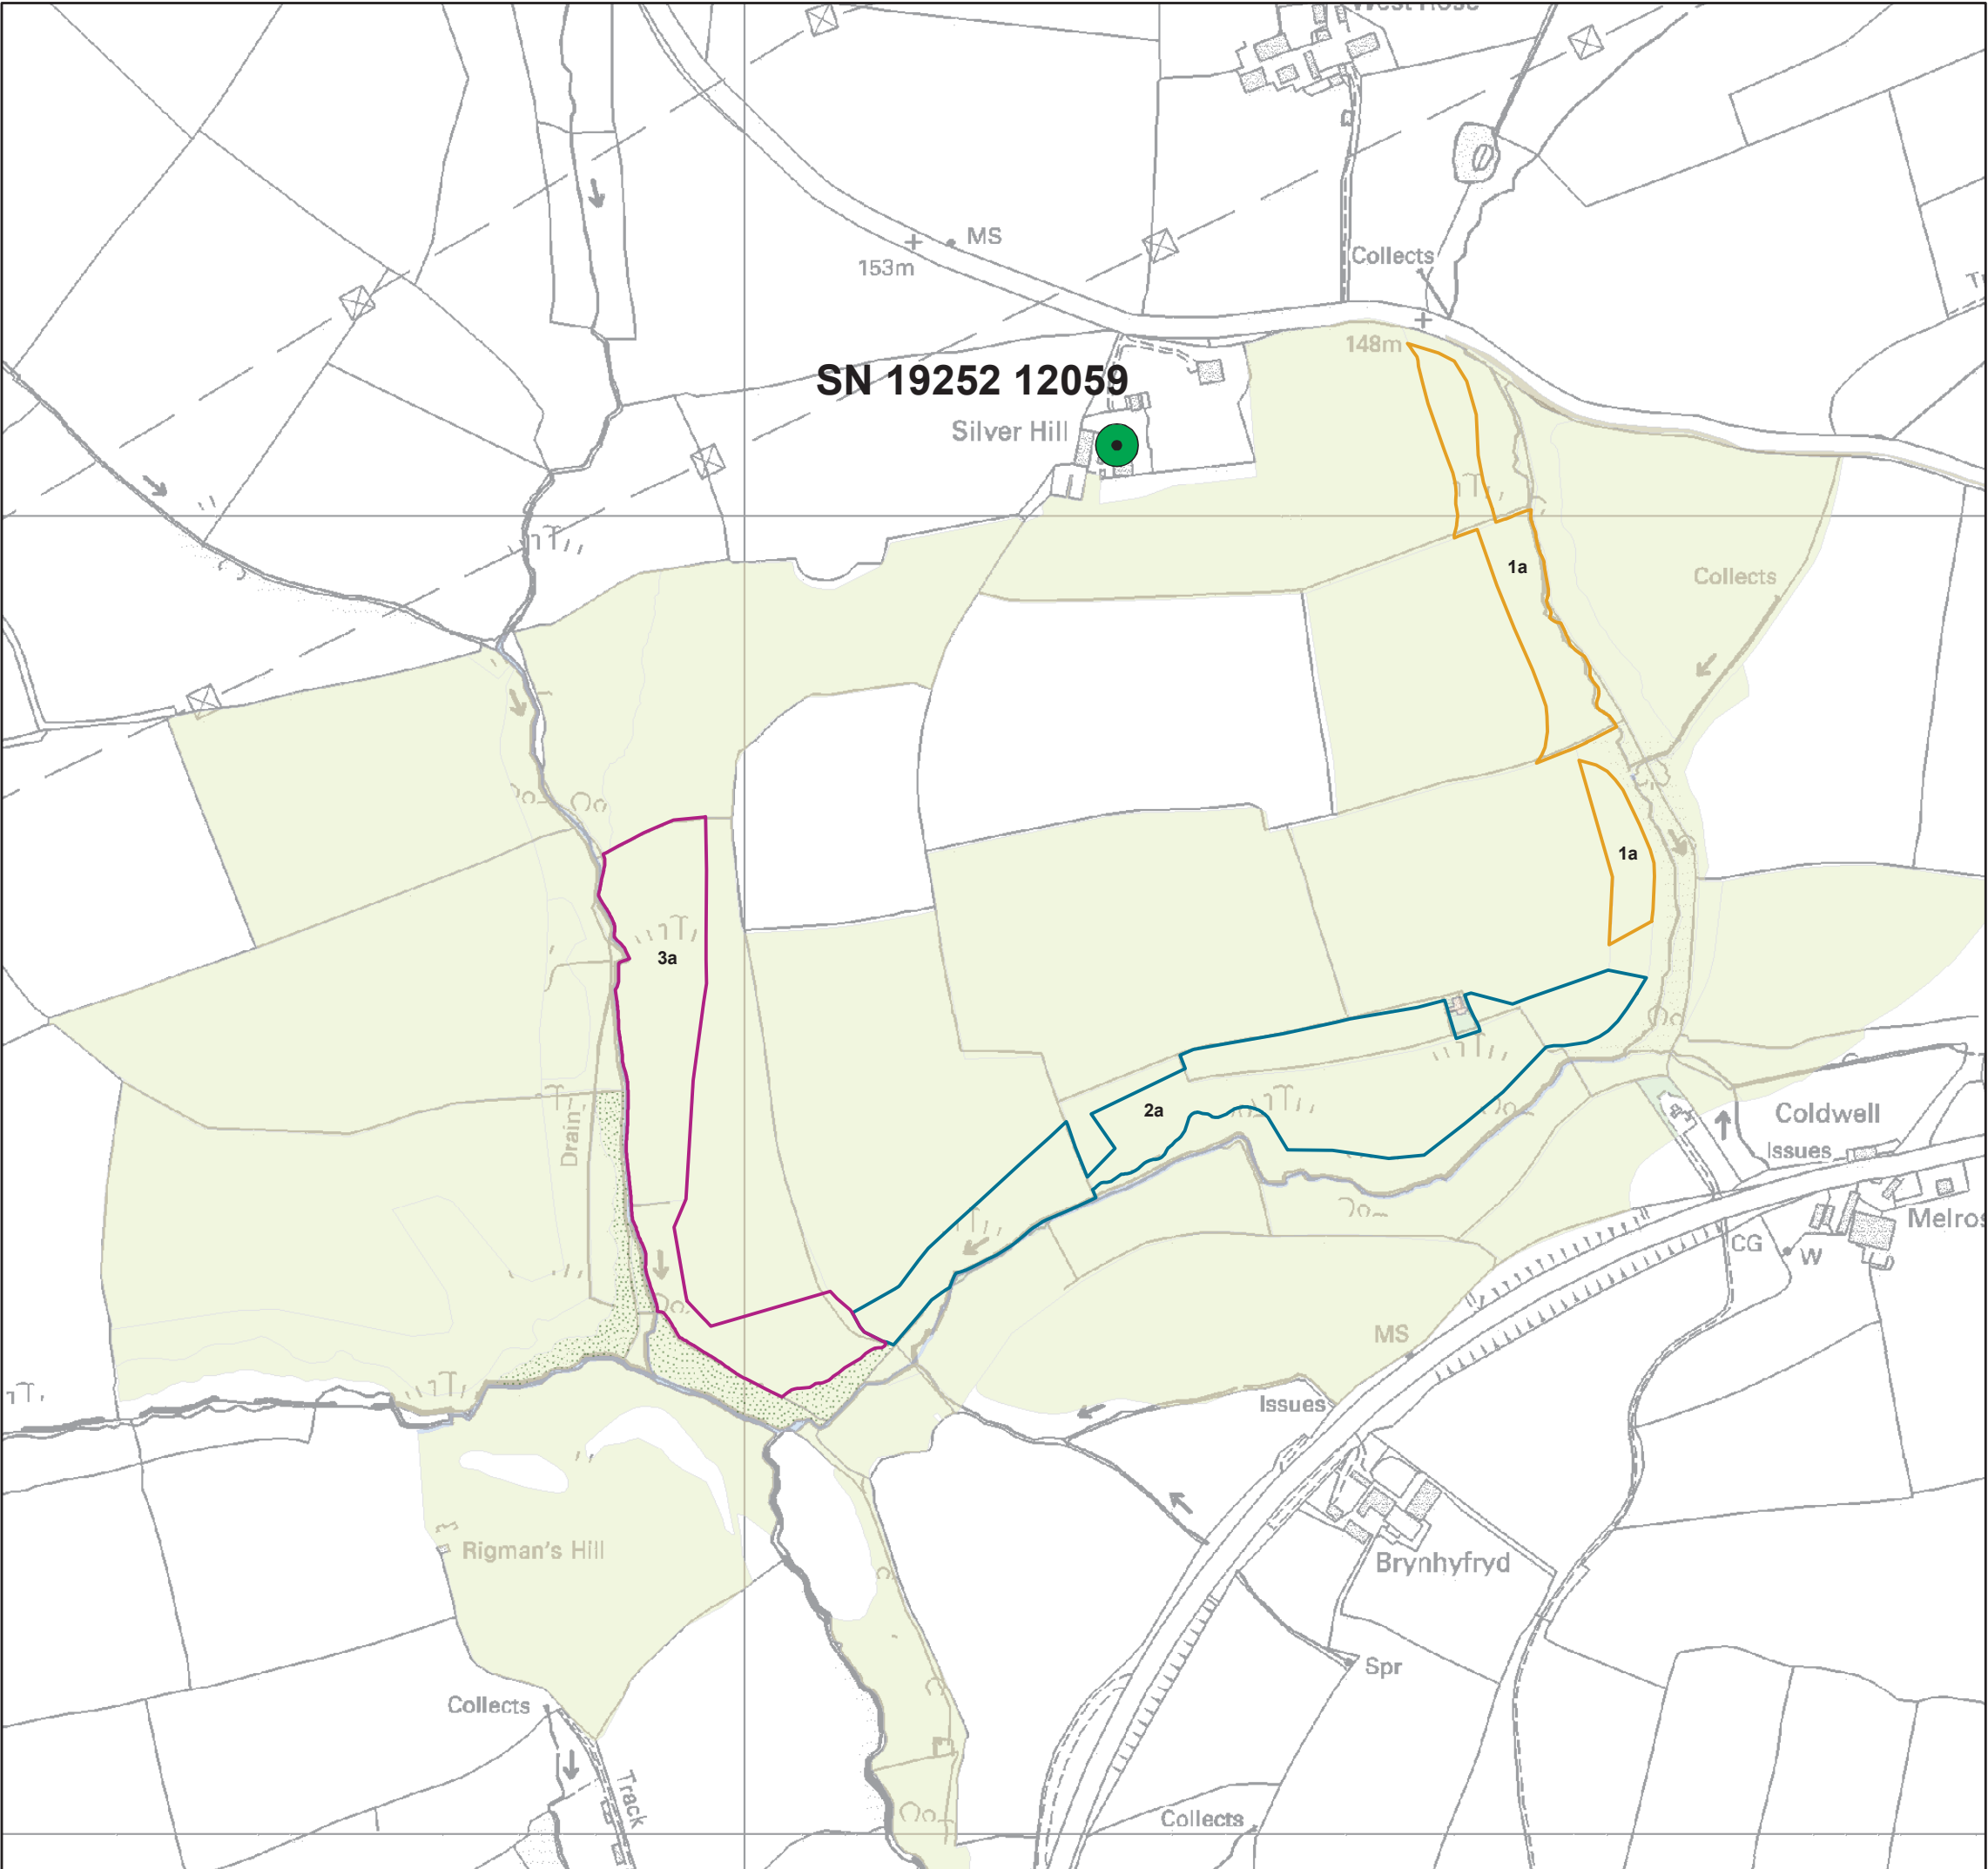 MS
153m
Collects
148m
SN 19252 12059
Silver Hill
1a
Collects
1a
3a
2a
Drain
Coldwell
Issues
Melros
CG
W
MS
Issues
Rigman's Hill
Brynhyfryd
Spr
Collects
Track
Collects